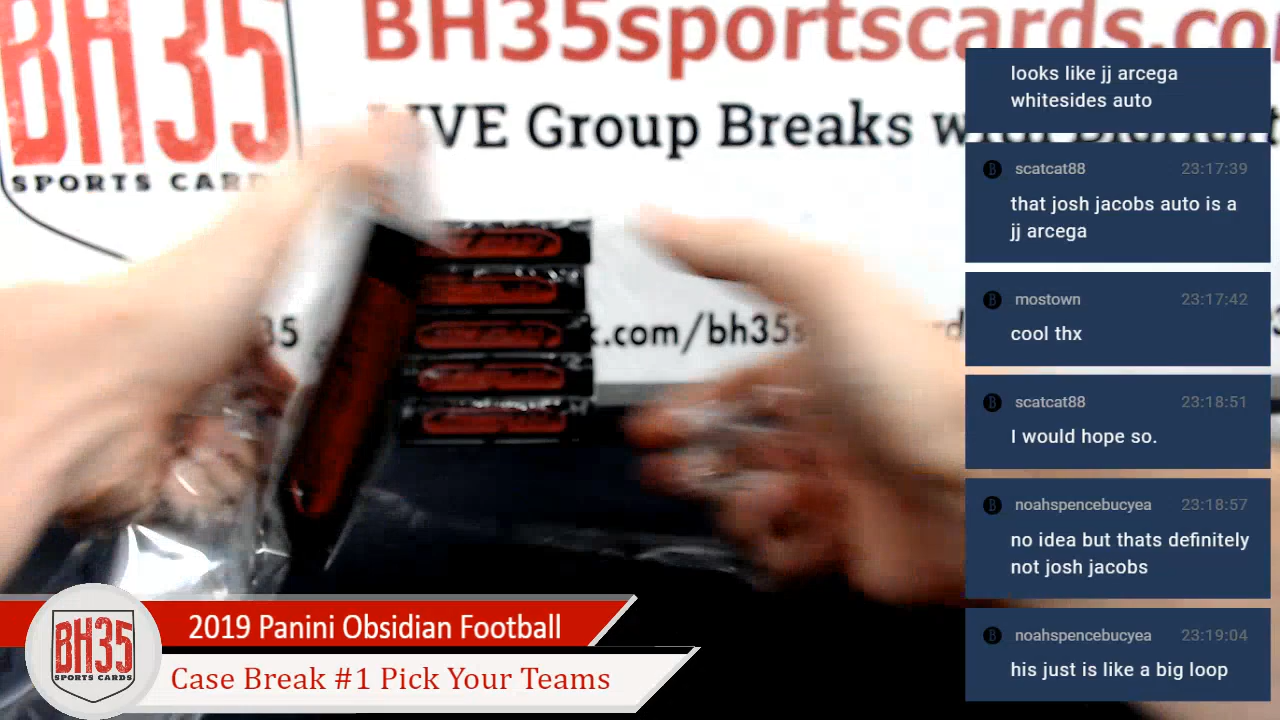 BH35
SPORTS CARD
BH35sportscards.co
LIVE Group Breaks w
35
k.com/bh35s
looks like jj arcega
whitesides auto
scatcat88 23:17:39
that josh jacobs auto is a
jj arcega
mostown 23:17:42
cool thx
scatcat88 23:18:51
I would hope so.
noahspencebucyea 23:18:57
no idea but thats definitely
not josh jacobs
noahspencebucyea 23:19:04
his just is like a big loop
BH35
SPORTS CARDS
2019 Panini Obsidian Football
Case Break #1 Pick Your Teams